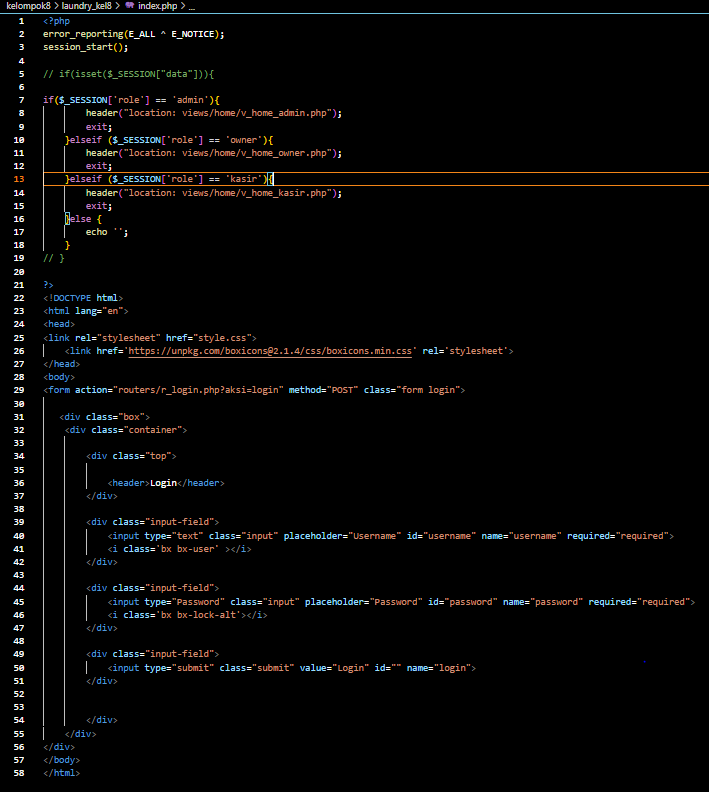 kelompok8 > laundry_kel8 > index.php > ...
1 <?php
2 error_reporting(E_ALL ^ E_NOTICE);
3 session_start();
4
5 // if(isset($_SESSION["data"])){
6
7 if($_SESSION['role'] == 'admin'){
8 header("location: views/home/v_home_admin.php");
9 exit;
10 }elseif ($_SESSION['role'] == 'owner'){
11 header("location: views/home/v_home_owner.php");
12 exit;
13 }elseif ($_SESSION['role'] == 'kasir'){
14 header("location: views/home/v_home_kasir.php");
15 exit;
16 }else {
17 echo '';
18 }
19 // }
20
21 ?>
22 <!DOCTYPE html>
23 <html lang="en">
24 <head>
25 <link rel="stylesheet" href="style.css">
26 <link href='https://unpkg.com/boxicons@2.1.4/css/boxicons.min.css' rel='stylesheet'>
27 </head>
28 <body>
29 <form action="routers/r_login.php?aksi=login" method="POST" class="form login">
30
31 <div class="box">
32 <div class="container">
33
34 <div class="top">
35
36 <header>Login</header>
37 </div>
38
39 <div class="input-field">
40 <input type="text" class="input" placeholder="Username" id="username" name="username" required="required">
41 <i class='bx bx-user' ></i>
42 </div>
43
44 <div class="input-field">
45 <input type="Password" class="input" placeholder="Password" id="password" name="password" required="required">
46 <i class='bx bx-lock-alt'></i>
47 </div>
48
49 <div class="input-field">
50 <input type="submit" class="submit" value="Login" id="" name="login">
51 </div>
52
53
54 </div>
55 </div>
56 </div>
57 </body>
58 </html>